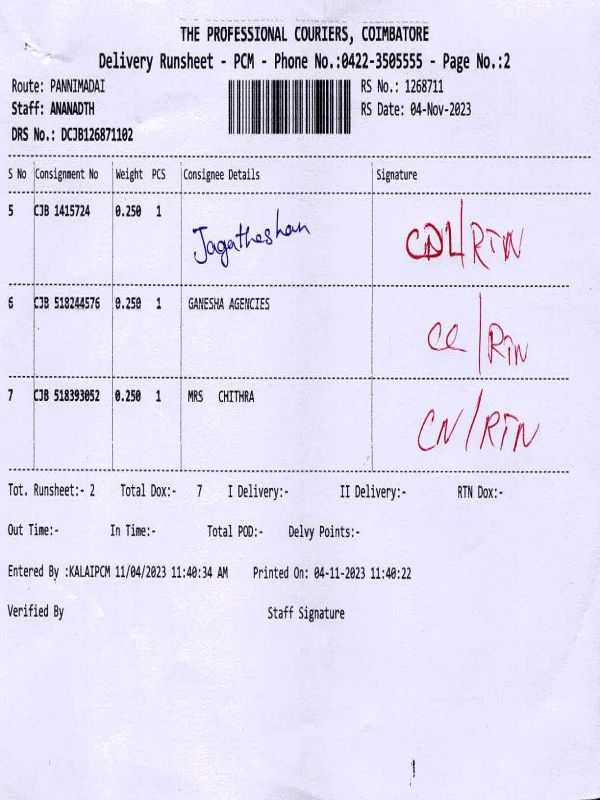 THE PROFESSIONAL COURIERS, COIMBATORE
Delivery Runsheet - PCM - Phone No.:0422-3505555 - Page No.:2
Route: PANNIMADAI RS No.: 1268711
Staff: ANANADTH RS Date: 04-Nov-2023
DRS No.: DCJB126871102
S No Consignment No Weight PCS Consignee Details Signature
5 CJB 1415724 0.250 1 Jagatheshan CDL/RTN
6 CJB 518244576 0.250 1 GANESHA AGENCIES CC/RTN
7 CJB 518393052 0.250 1 MRS CHITHRA CN/RTN
Tot. Runsheet:- 2 Total Dox:- 7 I Delivery:- II Delivery:- RTN Dox:-
Out Time:- In Time:- Total POD:- Delvy Points:-
Entered By :KALAIPCM 11/04/2023 11:40:34 AM Printed On: 04-11-2023 11:40:22
Verified By Staff Signature